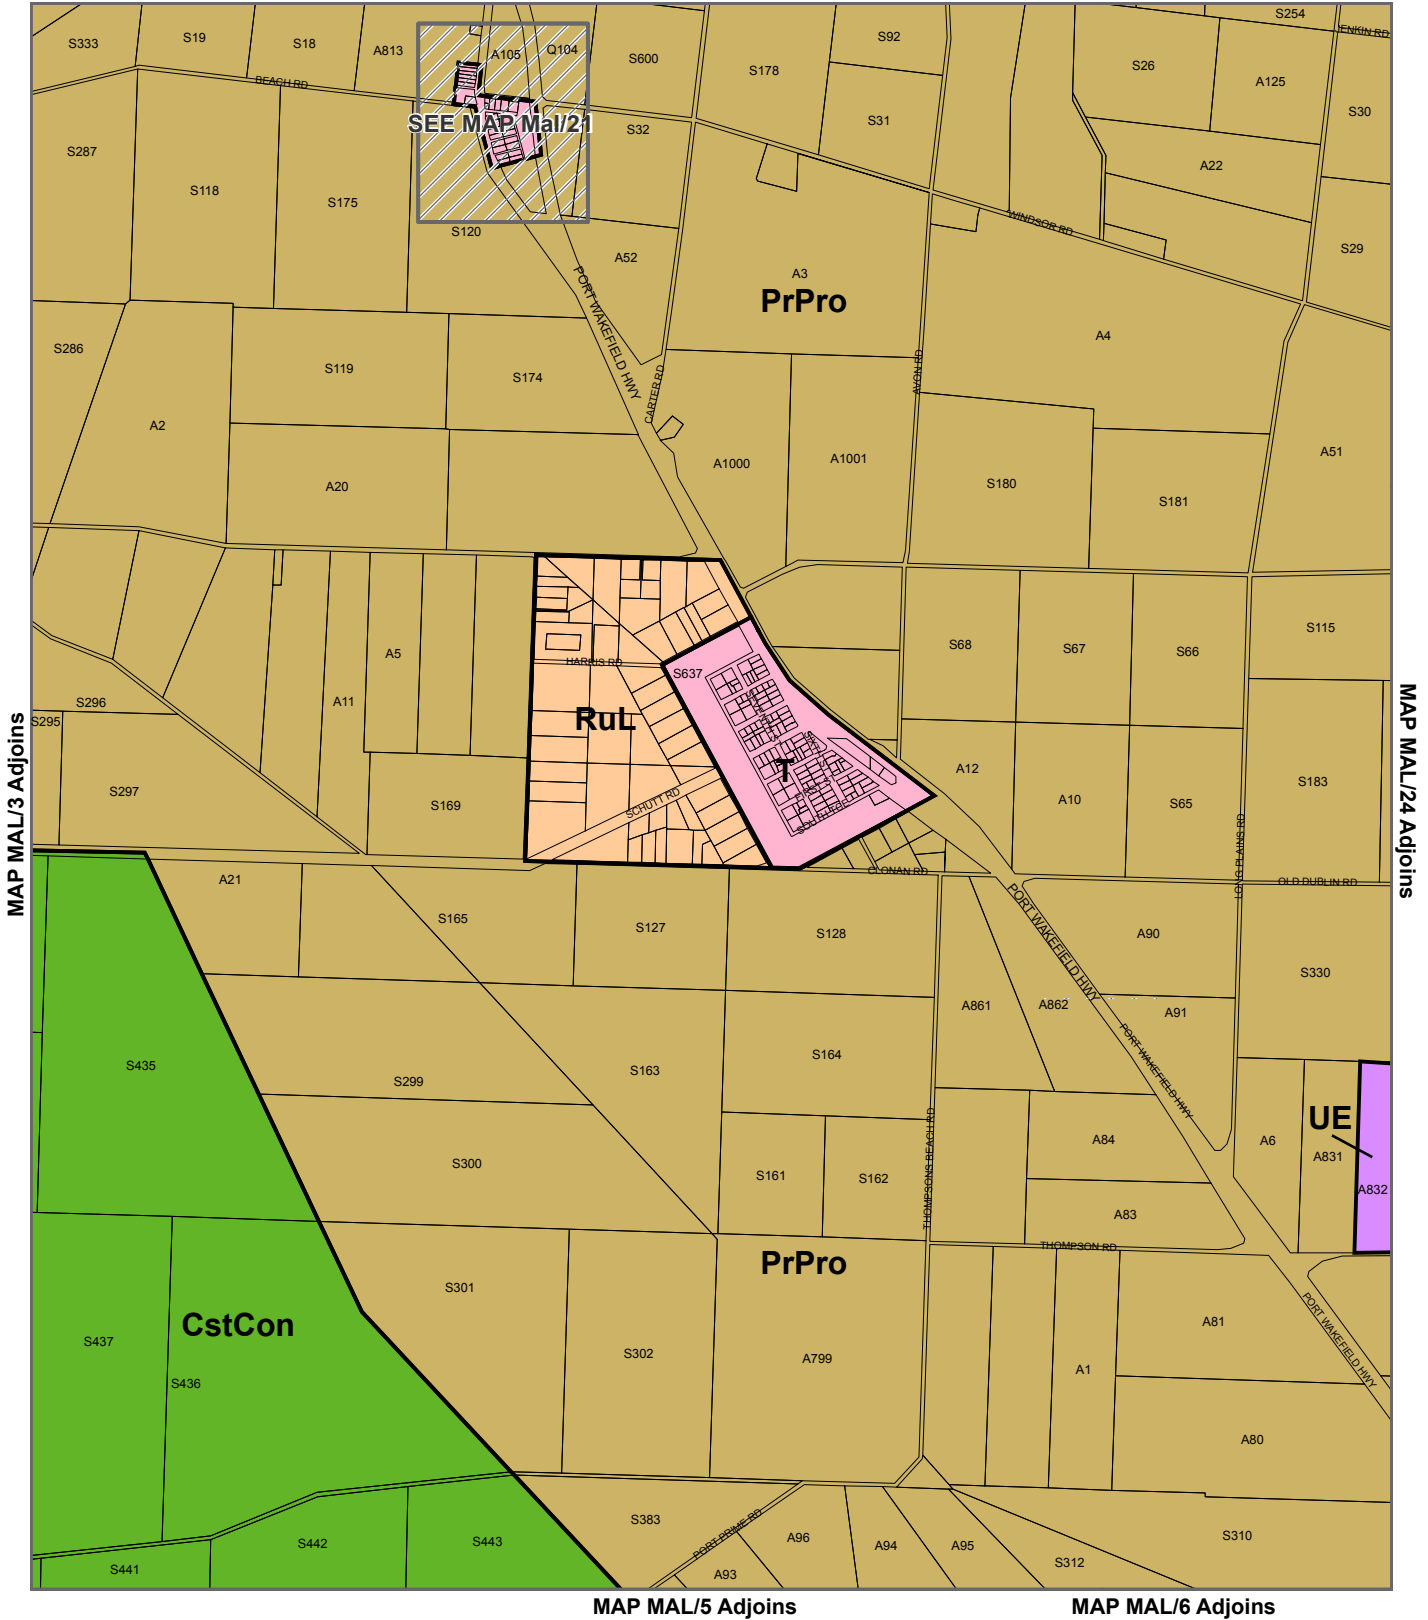 S254
ENKIN RD
S333
S19
S18
A813
A105
Q104
S600
S92
S178
S26
A125
S30
BEACH RD
SEE MAP Mal/21
S32
S31
A22
S287
S118
S175
S120
A52
WINDSOR RD
S29
A3
PrPro
PORT WAKEFIELD HWY
S286
S119
S174
CARTER RD
AVON RD
A4
A2
A20
A1000
A1001
S180
S181
A51
A5
A11
HARRIS RD
S637
S68
S67
S66
S115
S296
S295
RuL
T
A12
A10
S65
S183
S297
S169
SCHUTT RD
SOUTH TCE
LONG PLAINS RD
CLONAN RD
OLD DUBLIN RD
MAP MAL/3 Adjoins
MAP MAL/24 Adjoins
A21
S165
S127
S128
PORT WAKEFIELD HWY
A90
S330
A861
A862
A91
S435
S299
S163
S164
PORT WAKEFIELD HWY
THOMPSONS BEACH RD
UE
S300
S161
S162
A84
A6
A831
A832
A83
THOMPSON RD
PrPro
S301
CstCon
S437
S436
S302
A799
A1
A81
PORT WAKEFIELD HWY
A80
S383
PORT PRIME RD
S441
S442
S443
A93
A96
A94
A95
S312
S310
MAP MAL/5 Adjoins
MAP MAL/6 Adjoins